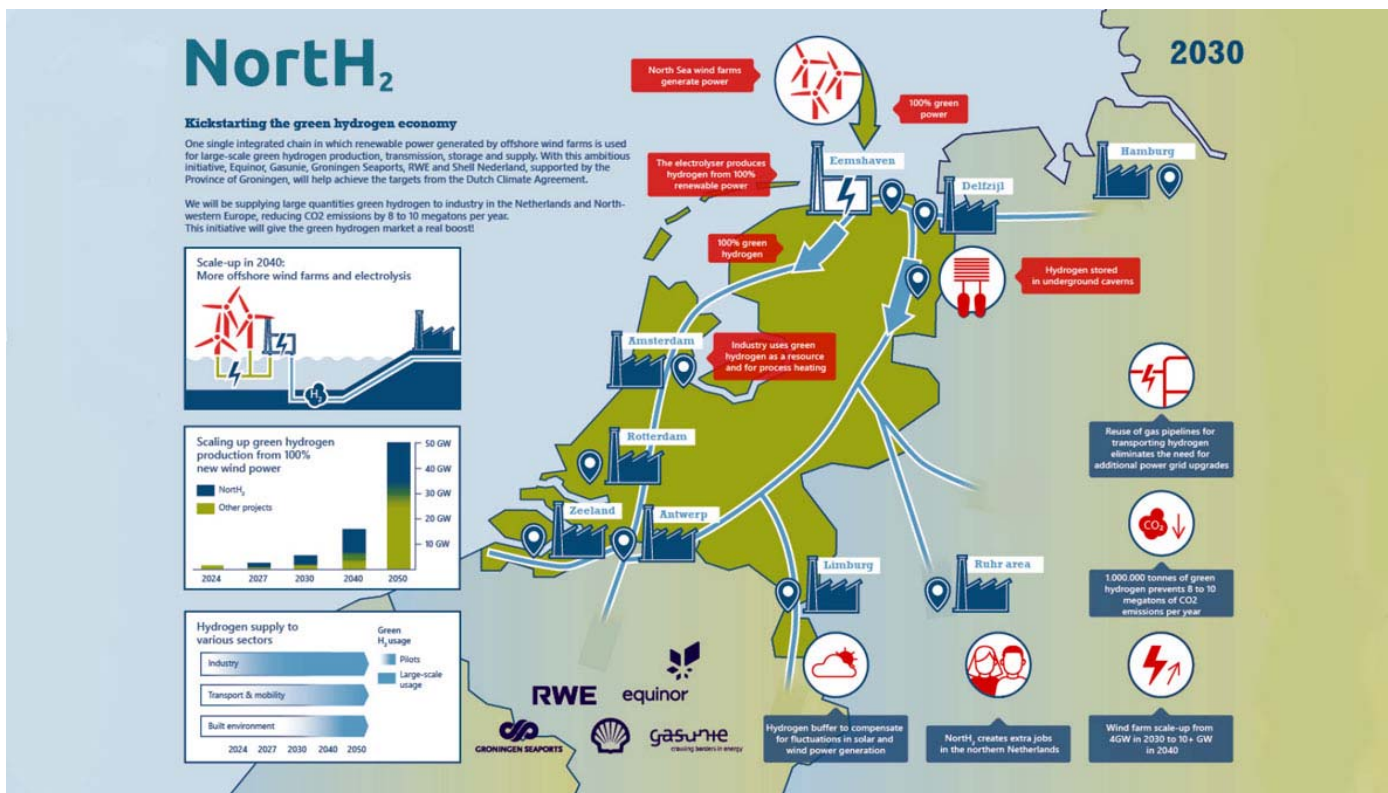 NortH₂
2030
Kickstarting the green hydrogen economy
One single integrated chain in which renewable power generated by offshore wind farms is used
for large-scale green hydrogen production, transmission, storage and supply. With this ambitious
initiative, Equinor, Gasunie, Groningen Seaports, RWE and Shell Nederland, supported by the
Province of Groningen, will help achieve the targets from the Dutch Climate Agreement.
We will be supplying large quantities green hydrogen to industry in the Netherlands and North-
western Europe, reducing CO2 emissions by 8 to 10 megatons per year.
This initiative will give the green hydrogen market a real boost!
Scale-up in 2040:
More offshore wind farms and electrolysis
H₂
Scaling up green hydrogen
production from 100%
new wind power
NortH₂
Other projects
50 GW
40 GW
30 GW
20 GW
10 GW
2024 2027 2030 2040 2050
Hydrogen supply to
various sectors
Green
H₂ usage
Pilots
Large-scale
usage
Industry
Transport & mobility
Built environment
2024 2027 2030 2040 2050
North Sea wind farms
generate power
100% green
power
The electrolyser produces
hydrogen from 100%
renewable power
Eemshaven
Delfzijl
Hamburg
100% green
hydrogen
Hydrogen stored
in underground caverns
Amsterdam
Industry uses green
hydrogen as a resource
and for process heating
Rotterdam
Zeeland
Antwerp
Limburg
Ruhr area
Reuse of gas pipelines for
transporting hydrogen
eliminates the need for
additional power grid upgrades
CO₂
1.000.000 tonnes of green
hydrogen prevents 8 to 10
megatons of CO2
emissions per year
Hydrogen buffer to compensate
for fluctuations in solar and
wind power generation
NortH₂ creates extra jobs
in the northern Netherlands
Wind farm scale-up from
4GW in 2030 to 10+ GW
in 2040
RWE
equinor
GRONINGEN SEAPORTS
gasunie
crossing borders in energy